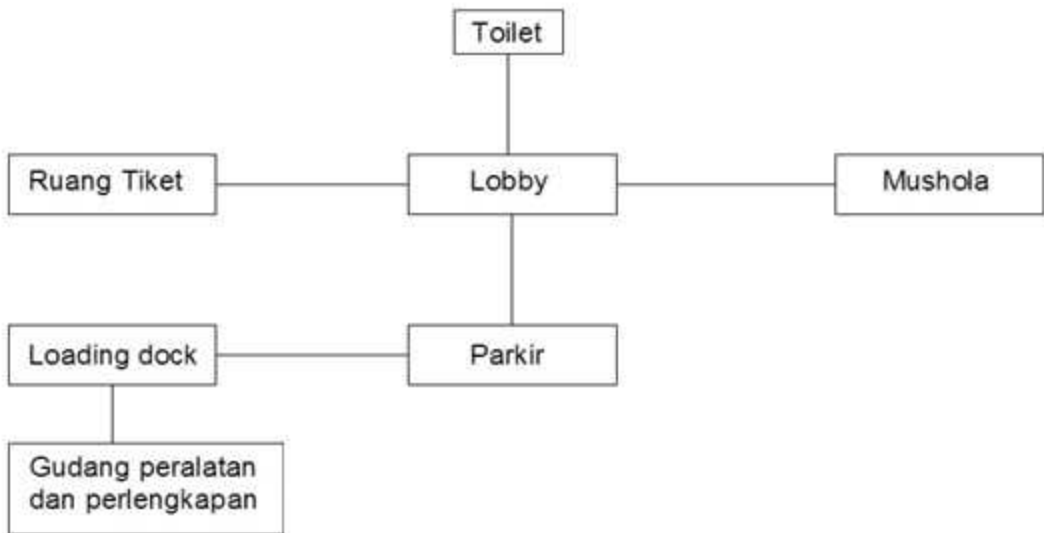 Toilet
Ruang Tiket
Lobby
Mushola
Loading dock
Parkir
Gudang peralatan
dan perlengkapan